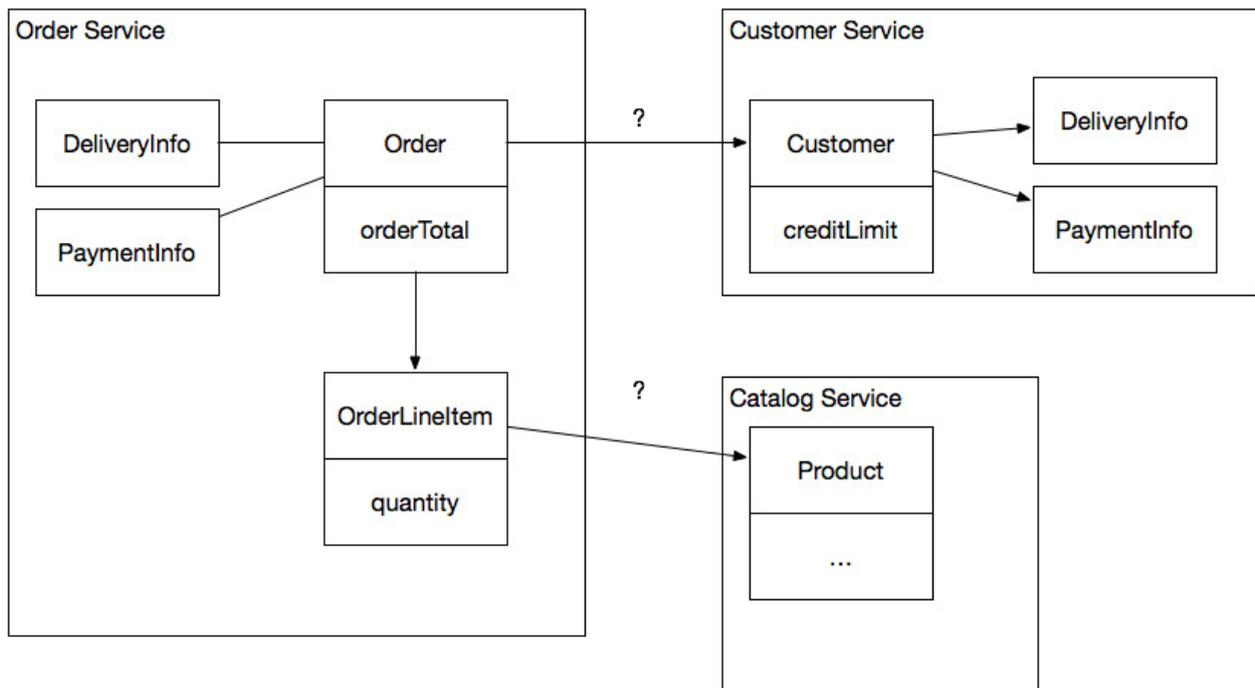 Order Service
DeliveryInfo
PaymentInfo
Order
orderTotal
OrderLineItem
quantity
?
?
Customer Service
Customer
creditLimit
DeliveryInfo
PaymentInfo
Catalog Service
Product
...